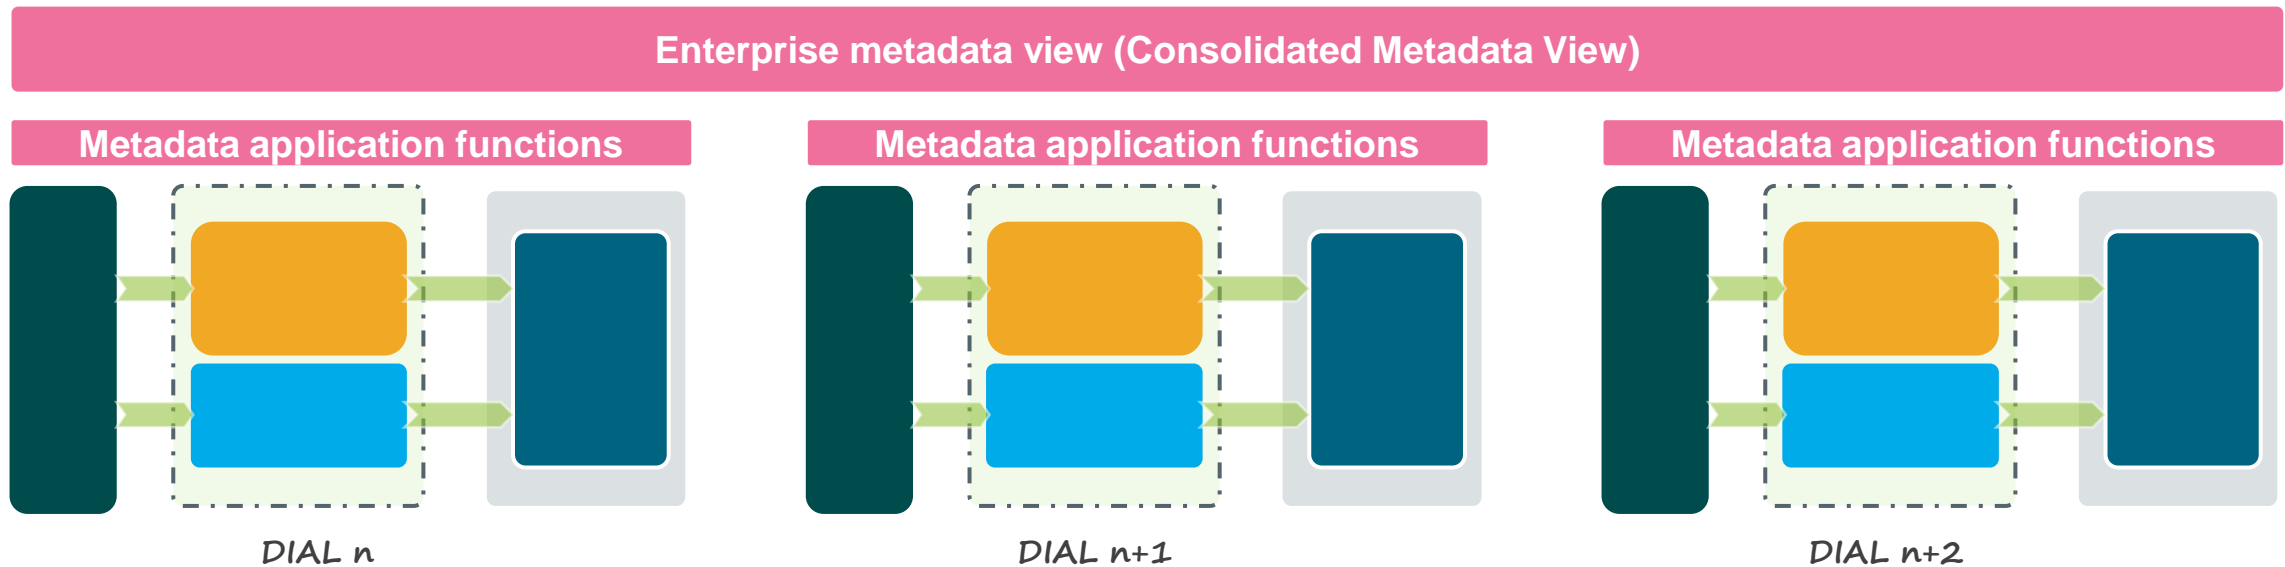 Enterprise metadata view (Consolidated Metadata View)
Metadata application functions
Metadata application functions
Metadata application functions
DIAL n
DIAL n+1
DIAL n+2